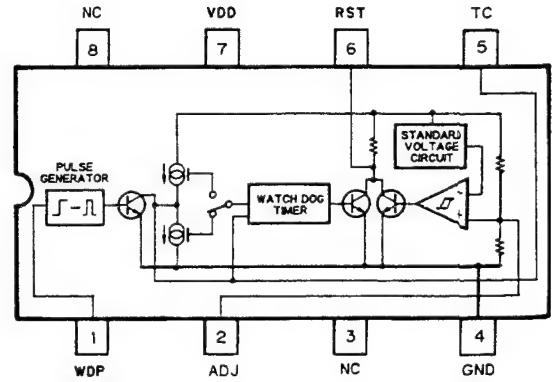 NC VDD RST TC
8 7 6 5
STANDARD
VOLTAGE
CIRCUIT
PULSE
GENERATOR
WATCH DOG
TIMER
− +
1 2 3 4
WDP ADJ NC GND